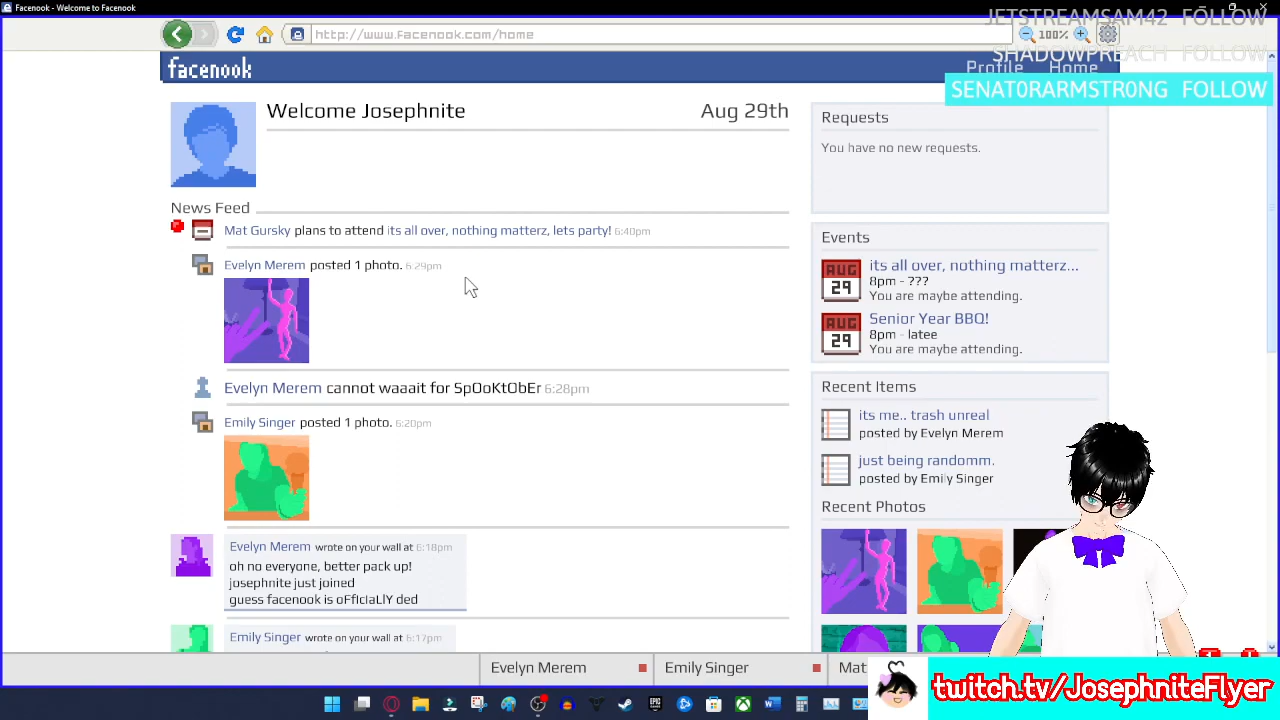 Facenook - Welcome to Facenook
JETSTREAMSAM42 FOLLOW
http://www.facenook.com/home
100%
SHADOWPREACH FOLLOW
facenook
Profile Home
SENAT0RARMSTR0NG FOLLOW
Welcome Josephnite
Aug 29th
News Feed
Mat Gursky plans to attend its all over, nothing matterz, lets party! 6:40pm
Evelyn Merem posted 1 photo. 6:29pm
Evelyn Merem cannot waaait for SpOoKtObEr 6:28pm
Emily Singer posted 1 photo. 6:20pm
Evelyn Merem wrote on your wall at 6:18pm
oh no everyone, better pack up!
josephnite just joined
guess facenook is oFfIcIaLlY ded
Emily Singer wrote on your wall at 6:17pm
Requests
You have no new requests.
Events
AUG
29
its all over, nothing matterz...
8pm - ???
You are maybe attending.
AUG
29
Senior Year BBQ!
8pm - latee
You are maybe attending.
Recent Items
its me.. trash unreal
posted by Evelyn Merem
just being randomm.
posted by Emily Singer
Recent Photos
Evelyn Merem
Emily Singer
Mat
twitch.tv/JosephniteFlyer